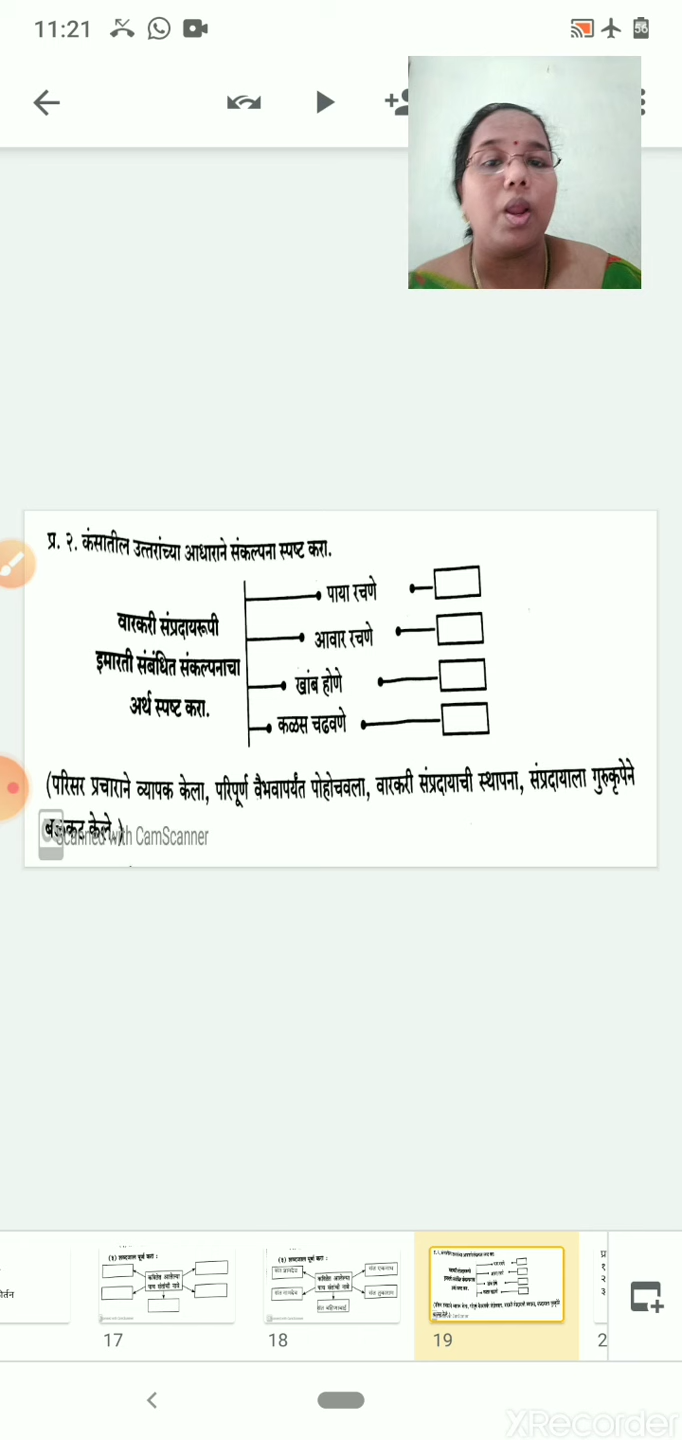 11:21
56
प्र. २. कंसातील उत्तरांच्या आधाराने संकल्पना स्पष्ट करा.
वारकरी संप्रदायरूपी
इमारती संबंधित संकल्पनाचा
अर्थ स्पष्ट करा.
पाया रचणे
आवार रचणे
खांब होणे
कळस चढवणे
(परिसर प्रचाराने व्यापक केला, परिपूर्ण वैभवापर्यंत पोहोचवला, वारकरी संप्रदायाची स्थापना, संप्रदायाला गुरुकृपेने
बळकट केले.)
Scanned with CamScanner
17
18
19
2
XRecorder